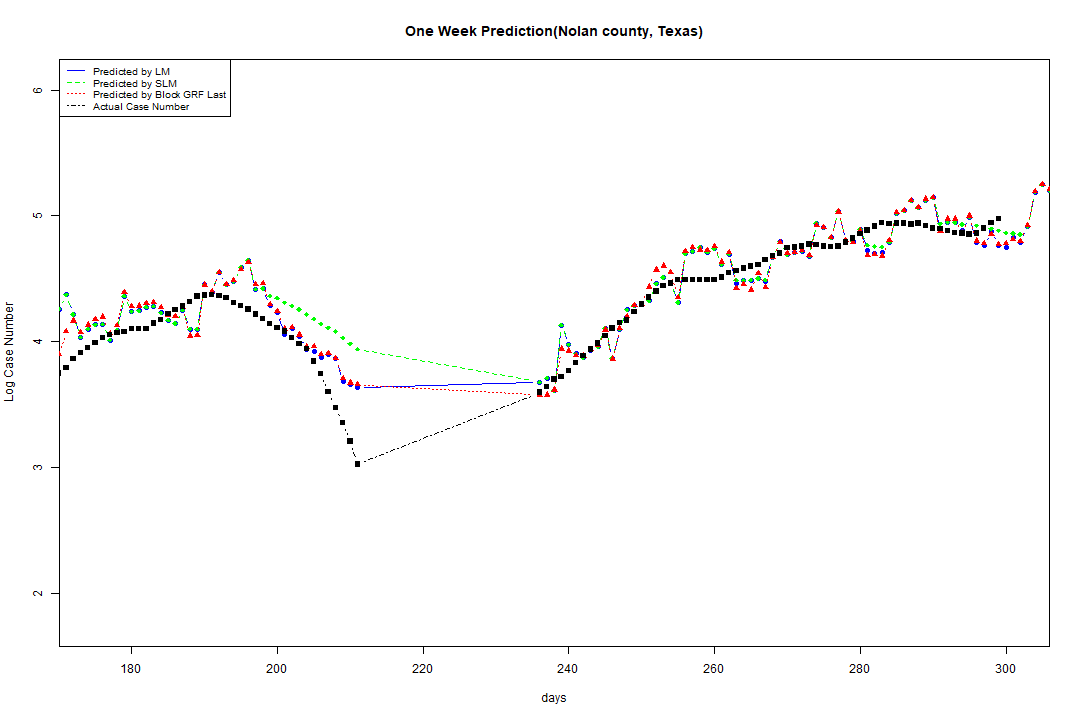 One Week Prediction(Nolan county, Texas)
Predicted by LM
Predicted by SLM
Predicted by Block GRF Last
Actual Case Number
6
5
4
3
2
Log Case Number
180 200 220 240 260 280 300
days